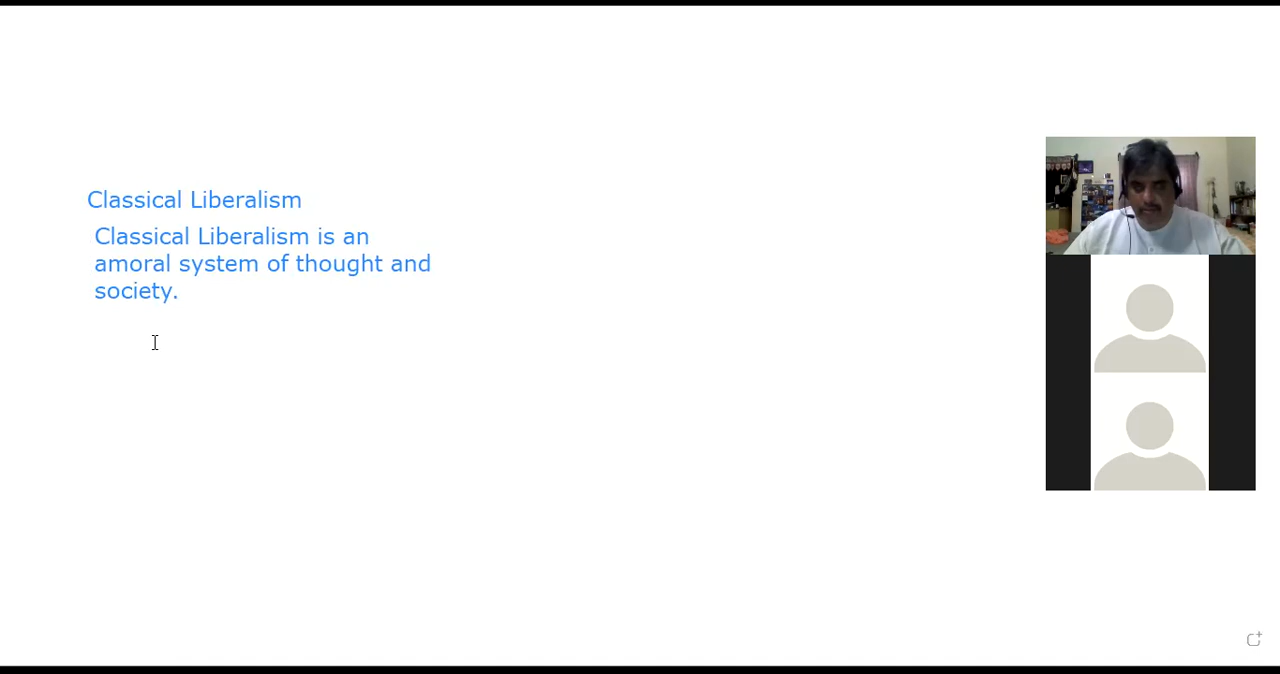 Classical Liberalism
Classical Liberalism is an
amoral system of thought and
society.